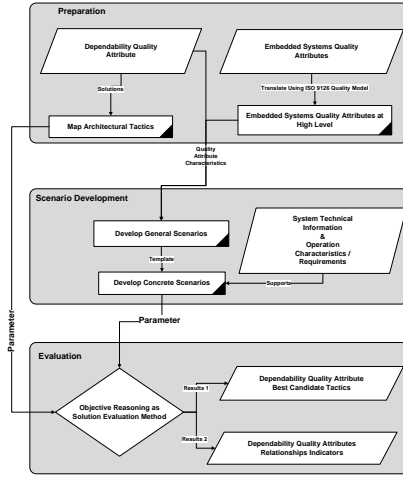 Preparation
Dependability Quality
Attribute
Embedded Systems Quality
Attributes
Solutions
Translate Using ISO 9126 Quality Model
Map Architectural Tactics
Embedded Systems Quality Attributes at
High Level
Quality
Attribute
Characteristics
Scenario Development
Develop General Scenarios
System Technical
Information
&
Operation
Characteristics /
Requirements
Template
Develop Concrete Scenarios
Supports
Parameter
Parameter
Evaluation
Objective Reasoning as
Solution Evaluation Method
Results 1
Dependability Quality Attribute
Best Candidate Tactics
Results 2
Dependability Quality Attributes
Relationships Indicators